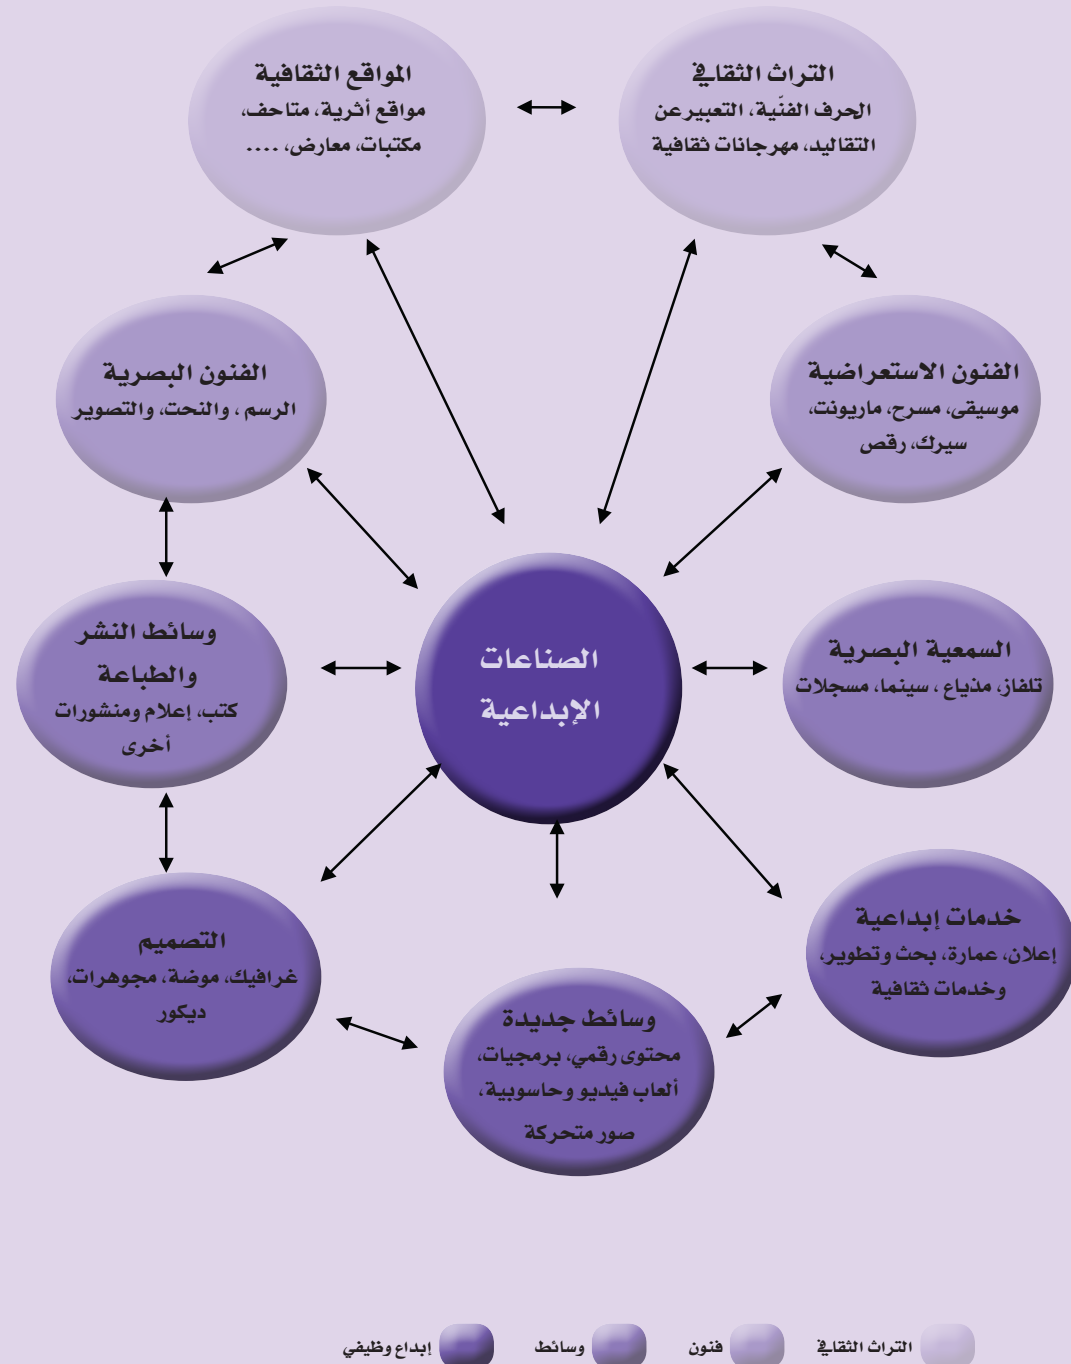 التراث الثقافي
الحرف الفنّية، التعبير عن
التقاليد، مهرجانات ثقافية
المواقع الثقافية
مواقع أثرية، متاحف،
مكتبات، معارض، ....
الفنون الاستعراضية
موسيقى، مسرح، ماريونت،
سيرك، رقص
الفنون البصرية
الرسم ، والنحت، والتصوير
السمعية البصرية
تلفاز، مذياع ، سينما، مسجلات
الصناعات
الإبداعية
وسائط النشر
والطباعة
كتب، إعلام ومنشورات
أخرى
خدمات إبداعية
إعلان، عمارة، بحث وتطوير،
وخدمات ثقافية
وسائط جديدة
محتوى رقمي، برمجيات،
ألعاب فيديو وحاسوبية،
صور متحركة
التصميم
غرافيك، موضة، مجوهرات،
ديكور
التراث الثقافي
فنون
وسائط
إبداع وظيفي